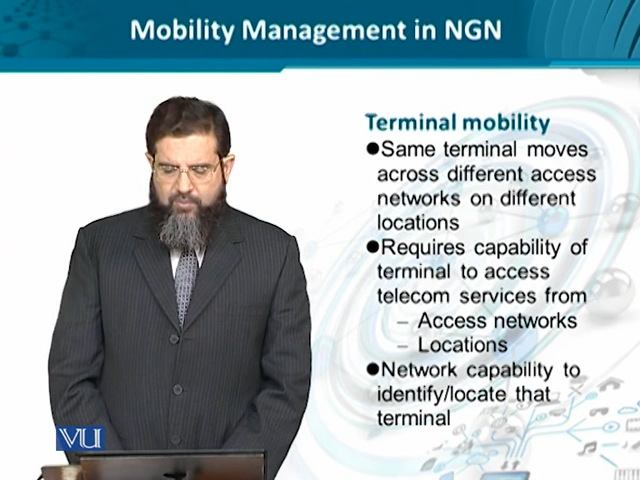 Mobility Management in NGN
Terminal mobility
●Same terminal moves
across different access
networks on different
locations
●Requires capability of
terminal to access
telecom services from
– Access networks
– Locations
●Network capability to
identify/locate that
terminal
VU